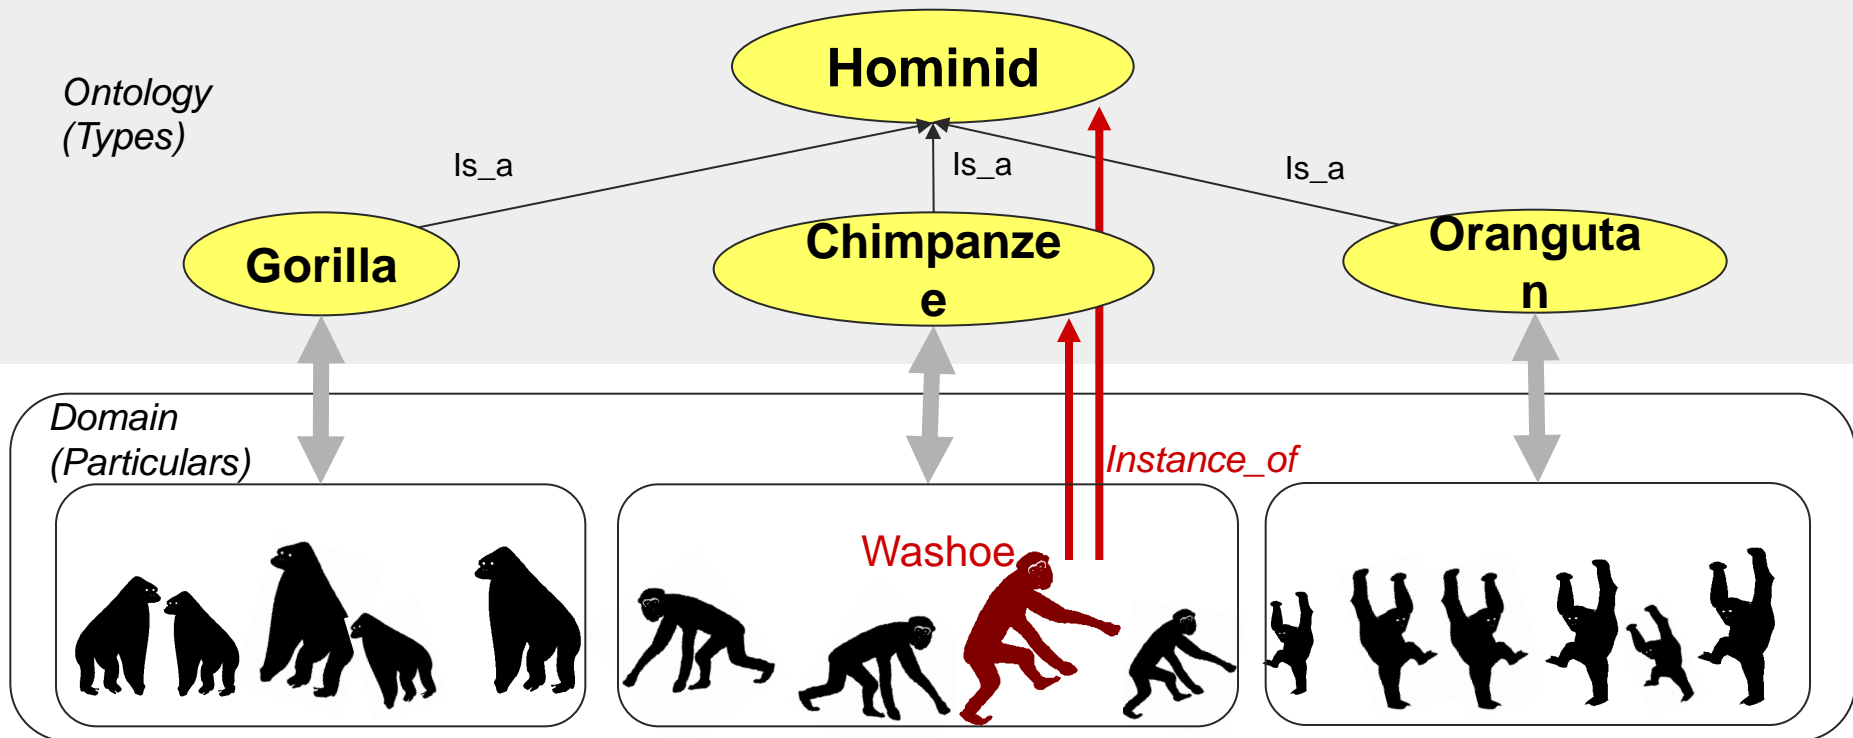 Hominid
Ontology
(Types)
Is_a
Is_a
Is_a
Gorilla
Chimpanze
e
Oranguta
n
Domain
(Particulars)
Instance_of
Washoe